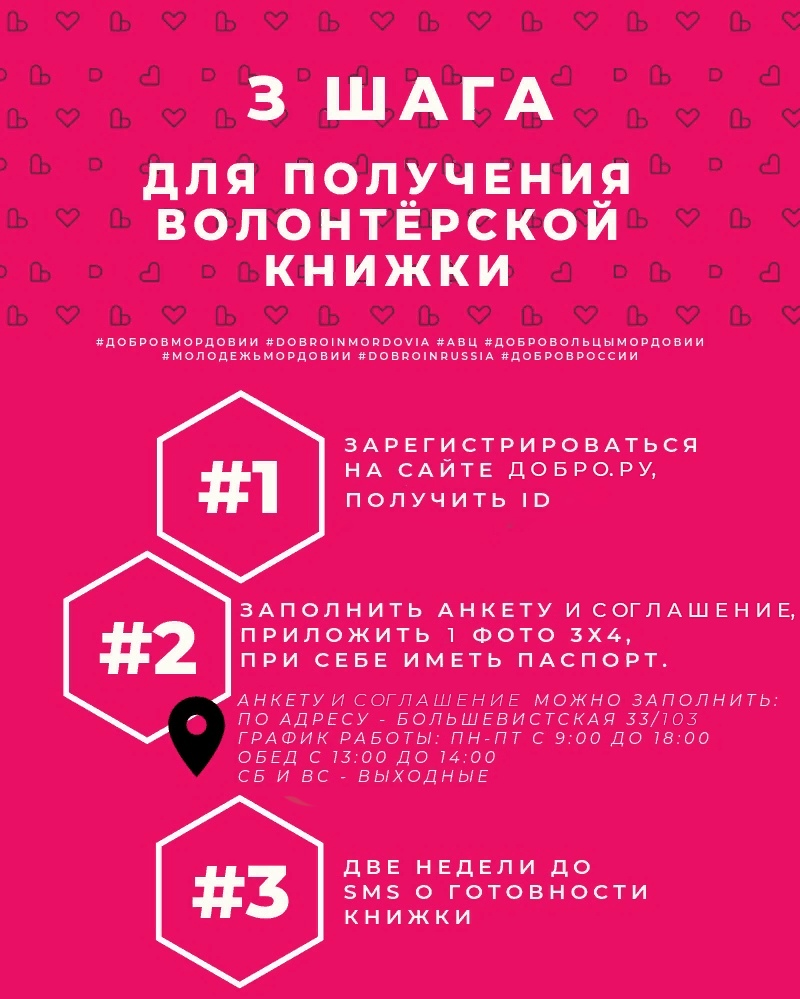 3 ШАГА
ДЛЯ ПОЛУЧЕНИЯ
ВОЛОНТЁРСКОЙ
КНИЖКИ
#ДОБРОВМОРДОВИИ #DOBROINMORDOVIA #АВЦ #ДОБРОВОЛЬЦЫМОРДОВИИ
#МОЛОДЕЖЬМОРДОВИИ #DOBROINRUSSIA #ДОБРОВРОССИИ
#1
ЗАРЕГИСТРИРОВАТЬСЯ
НА САЙТЕ ДОБРО.РУ,
ПОЛУЧИТЬ ID
#2
ЗАПОЛНИТЬ АНКЕТУ И СОГЛАШЕНИЕ,
ПРИЛОЖИТЬ 1 ФОТО 3X4,
ПРИ СЕБЕ ИМЕТЬ ПАСПОРТ.
АНКЕТУ И СОГЛАШЕНИЕ МОЖНО ЗАПОЛНИТЬ:
ПО АДРЕСУ - БОЛЬШЕВИСТСКАЯ 33/103
ГРАФИК РАБОТЫ: ПН-ПТ С 9:00 ДО 18:00
ОБЕД С 13:00 ДО 14:00
СБ И ВС - ВЫХОДНЫЕ
#3
ДВЕ НЕДЕЛИ ДО
SMS О ГОТОВНОСТИ
КНИЖКИ